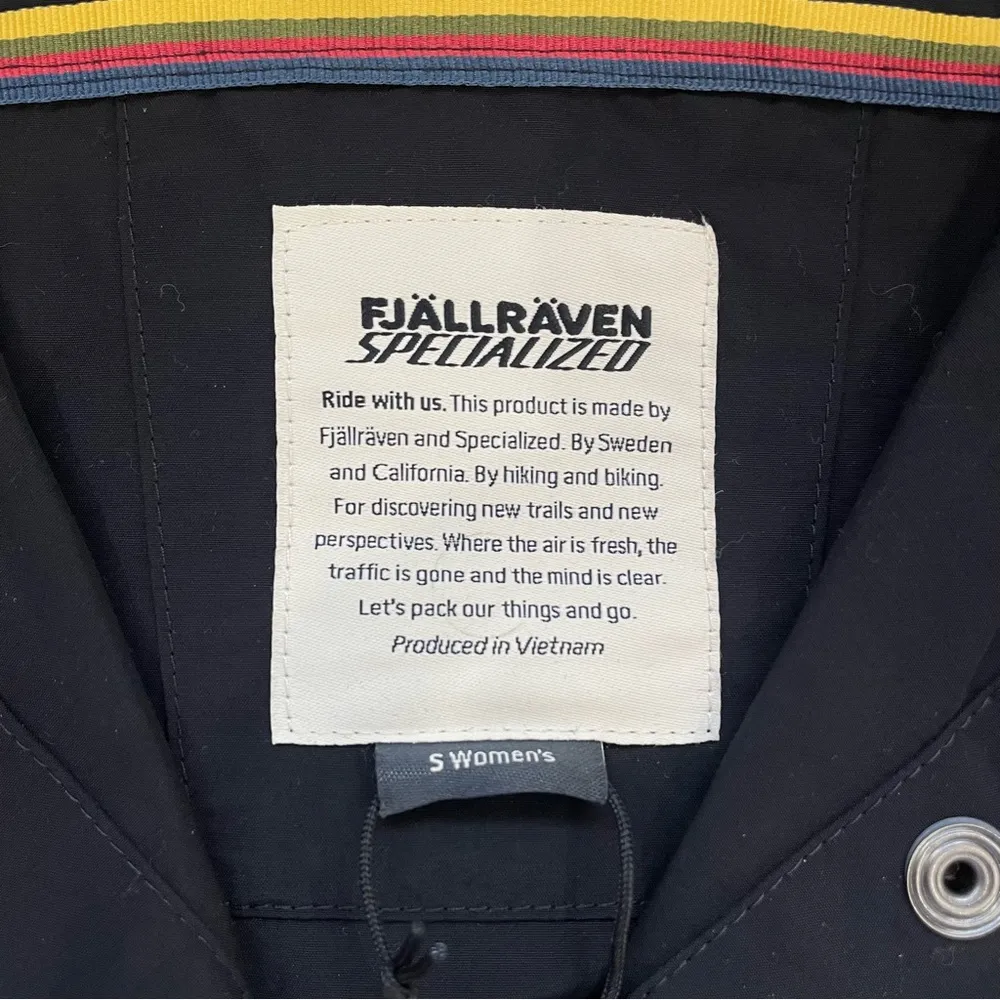 FJÄLLRÄVEN
SPECIALIZED
Ride with us. This product is made by
Fjällräven and Specialized. By Sweden
and California. By hiking and biking.
For discovering new trails and new
perspectives. Where the air is fresh, the
traffic is gone and the mind is clear.
Let's pack our things and go.
Produced in Vietnam
S Women's